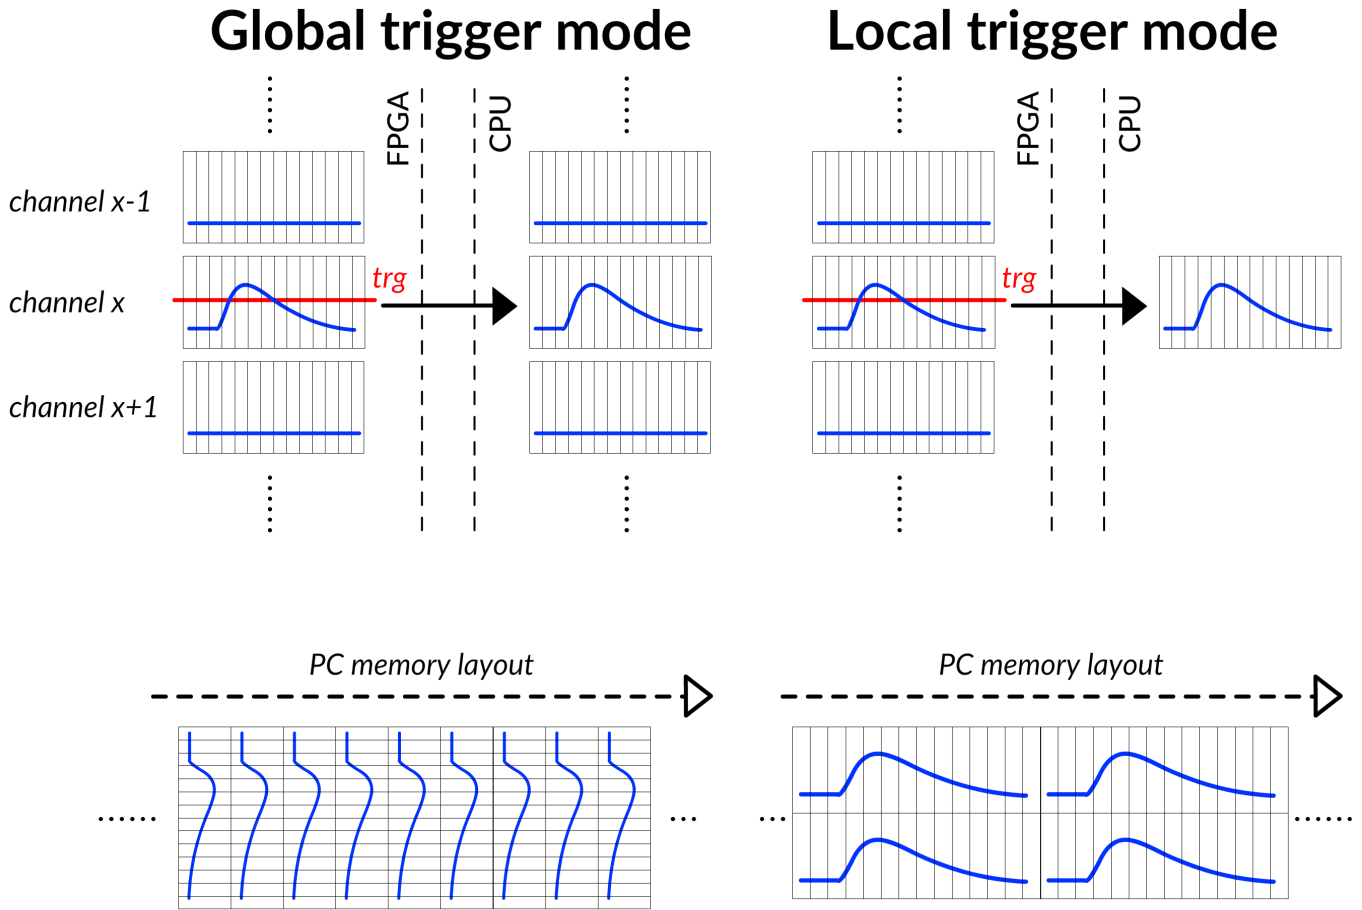 Global trigger mode
Local trigger mode
FPGA
CPU
FPGA
CPU
channel x-1
channel x
trg
trg
channel x+1
PC memory layout
PC memory layout